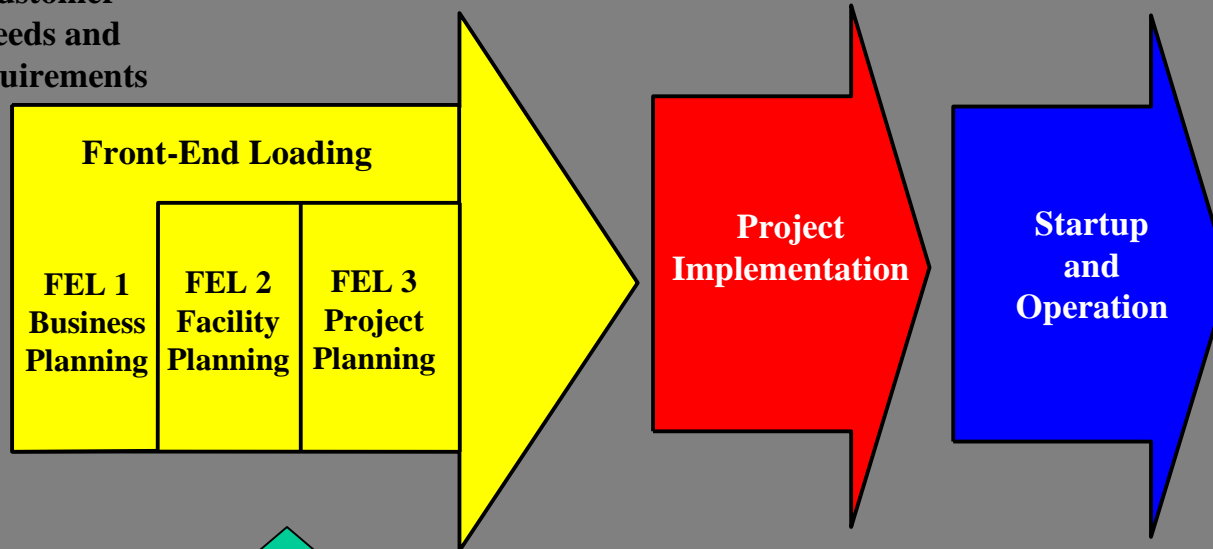 eeds and
uirements
Front-End Loading
FEL 1
Business
Planning
FEL 2
Facility
Planning
FEL 3
Project
Planning
Project
Implementation
Startup
and
Operation